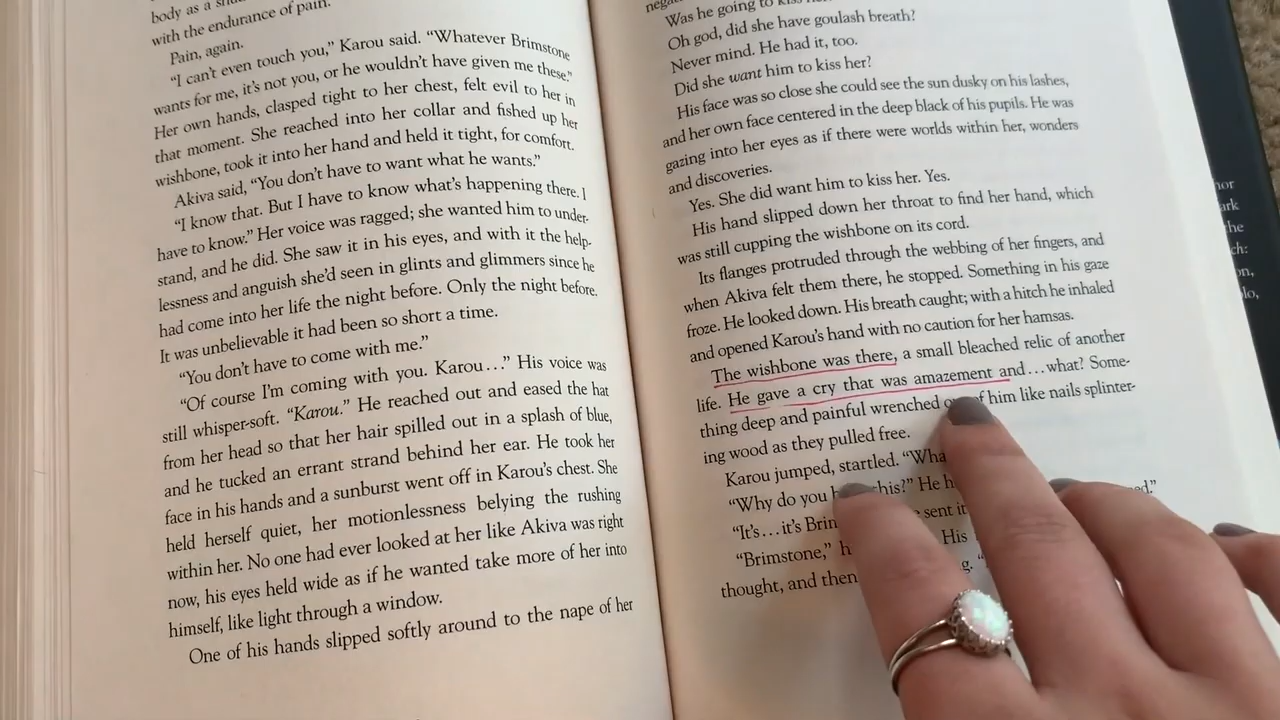 body as a
with the endurance of pain.
Pain, again.
“I can’t even touch you,” Karou said. “Whatever Brimstone
wants for me, it’s not you, or he wouldn’t have given me these.”
Her own hands, clasped tight to her chest, felt evil to her in
that moment. She reached into her collar and fished up her
wishbone, took it into her hand and held it tight, for comfort.
Akiva said, “You don’t have to want what he wants.”
“I know that. But I have to know what’s happening there. I
have to know.” Her voice was ragged; she wanted him to under-
stand, and he did. She saw it in his eyes, and with it the help-
lessness and anguish she’d seen in glints and glimmers since he
had come into her life the night before. Only the night before.
It was unbelievable it had been so short a time.
“You don’t have to come with me.”
“Of course I’m coming with you. Karou…” His voice was
still whisper-soft. “Karou.” He reached out and eased the hat
from her head so that her hair spilled out in a splash of blue,
and he tucked an errant strand behind her ear. He took her
face in his hands and a sunburst went off in Karou’s chest. She
held herself quiet, her motionlessness belying the rushing
within her. No one had ever looked at her like Akiva was right
now, his eyes held wide as if he wanted take more of her into
himself, like light through a window.
One of his hands slipped softly around to the nape of her
Was he going to kiss
Oh god, did she have goulash breath?
Never mind. He had it, too.
Did she want him to kiss her?
His face was so close she could see the sun dusky on his lashes,
and her own face centered in the deep black of his pupils. He was
gazing into her eyes as if there were worlds within her, wonders
and discoveries.
Yes. She did want him to kiss her. Yes.
His hand slipped down her throat to find her hand, which
was still cupping the wishbone on its cord.
Its flanges protruded through the webbing of her fingers, and
when Akiva felt them there, he stopped. Something in his gaze
froze. He looked down. His breath caught; with a hitch he inhaled
and opened Karou’s hand with no caution for her hamsas.
The wishbone was there, a small bleached relic of another
life. He gave a cry that was amazement and…what? Some-
thing deep and painful wrenched of him like nails splinter-
ing wood as they pulled free.
Karou jumped, startled.
“Why do you this?” He
“It’s…it’s sent it
“Brimstone,” His
thought, and then
the